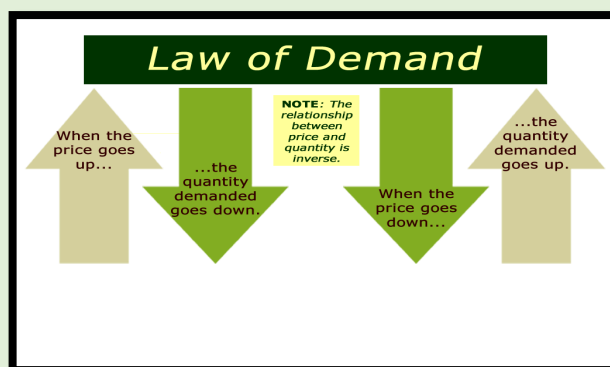 Law of Demand
When the
price goes
up...
...the
quantity
demanded
goes down.
NOTE: The
relationship
between
price and
quantity is
inverse.
When the
price goes
down...
...the
quantity
demanded
goes up.